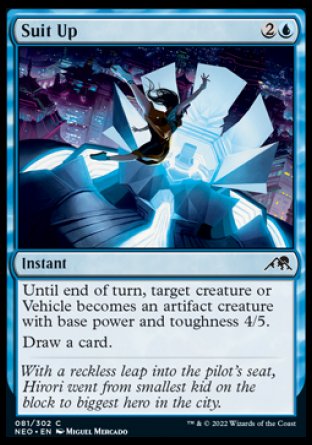 Suit Up 2
Instant
Until end of turn, target creature or
Vehicle becomes an artifact creature
with base power and toughness 4/5.
Draw a card.
With a reckless leap into the pilot's seat,
Hirori went from smallest kid on the
block to biggest hero in the city.
081/302 C
NEO • EN MIGUEL MERCADO ™ & © 2022 Wizards of the Coast